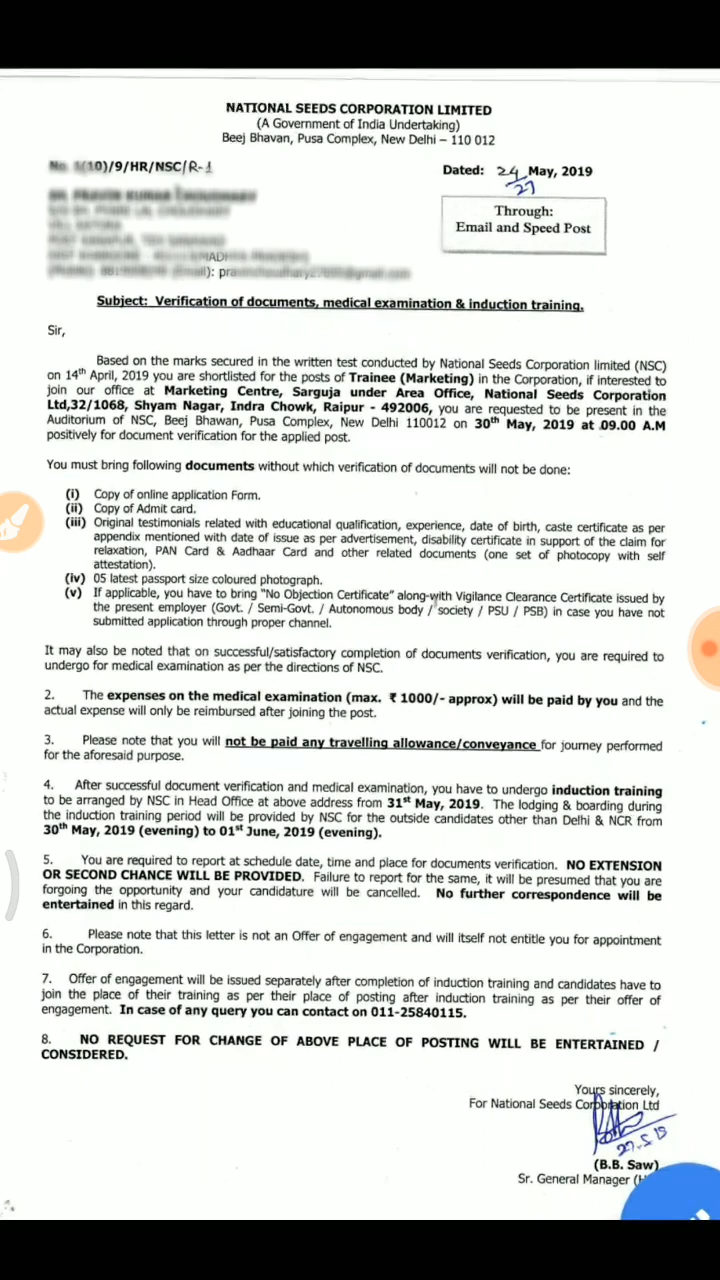 NATIONAL SEEDS CORPORATION LIMITED
(A Government of India Undertaking)
Beej Bhavan, Pusa Complex, New Delhi – 110 012
No. 1(10)/9/HR/NSC/R-1
Dated: 24 May, 2019
27
Through:
Email and Speed Post
Subject: Verification of documents, medical examination & induction training.
Sir,
Based on the marks secured in the written test conducted by National Seeds Corporation limited (NSC)
on 14th April, 2019 you are shortlisted for the posts of Trainee (Marketing) in the Corporation, if interested to
join our office at Marketing Centre, Sarguja under Area Office, National Seeds Corporation
Ltd,32/1068, Shyam Nagar, Indra Chowk, Raipur - 492006, you are requested to be present in the
Auditorium of NSC, Beej Bhawan, Pusa Complex, New Delhi 110012 on 30th May, 2019 at 09.00 A.M
positively for document verification for the applied post.
You must bring following documents without which verification of documents will not be done:
(i) Copy of online application Form.
(ii) Copy of Admit card.
(iii) Original testimonials related with educational qualification, experience, date of birth, caste certificate as per
appendix mentioned with date of issue as per advertisement, disability certificate in support of the claim for
relaxation, PAN Card & Aadhaar Card and other related documents (one set of photocopy with self
attestation).
(iv) 05 latest passport size coloured photograph.
(v) If applicable, you have to bring "No Objection Certificate" along-with Vigilance Clearance Certificate issued by
the present employer (Govt. / Semi-Govt. / Autonomous body / society / PSU / PSB) in case you have not
submitted application through proper channel.
It may also be noted that on successful/satisfactory completion of documents verification, you are required to
undergo for medical examination as per the directions of NSC.
2. The expenses on the medical examination (max. ₹ 1000/- approx) will be paid by you and the
actual expense will only be reimbursed after joining the post.
3. Please note that you will not be paid any travelling allowance/conveyance for journey performed
for the aforesaid purpose.
4. After successful document verification and medical examination, you have to undergo induction training
to be arranged by NSC in Head Office at above address from 31st May, 2019. The lodging & boarding during
the induction training period will be provided by NSC for the outside candidates other than Delhi & NCR from
30th May, 2019 (evening) to 01st June, 2019 (evening).
5. You are required to report at schedule date, time and place for documents verification. NO EXTENSION
OR SECOND CHANCE WILL BE PROVIDED. Failure to report for the same, it will be presumed that you are
forgoing the opportunity and your candidature will be cancelled. No further correspondence will be
entertained in this regard.
6. Please note that this letter is not an Offer of engagement and will itself not entitle you for appointment
in the Corporation.
7. Offer of engagement will be issued separately after completion of induction training and candidates have to
join the place of their training as per their place of posting after induction training as per their offer of
engagement. In case of any query you can contact on 011-25840115.
8. NO REQUEST FOR CHANGE OF ABOVE PLACE OF POSTING WILL BE ENTERTAINED /
CONSIDERED.
Yours sincerely,
For National Seeds Corporation Ltd
27.5.19
(B.B. Saw)
Sr. General Manager